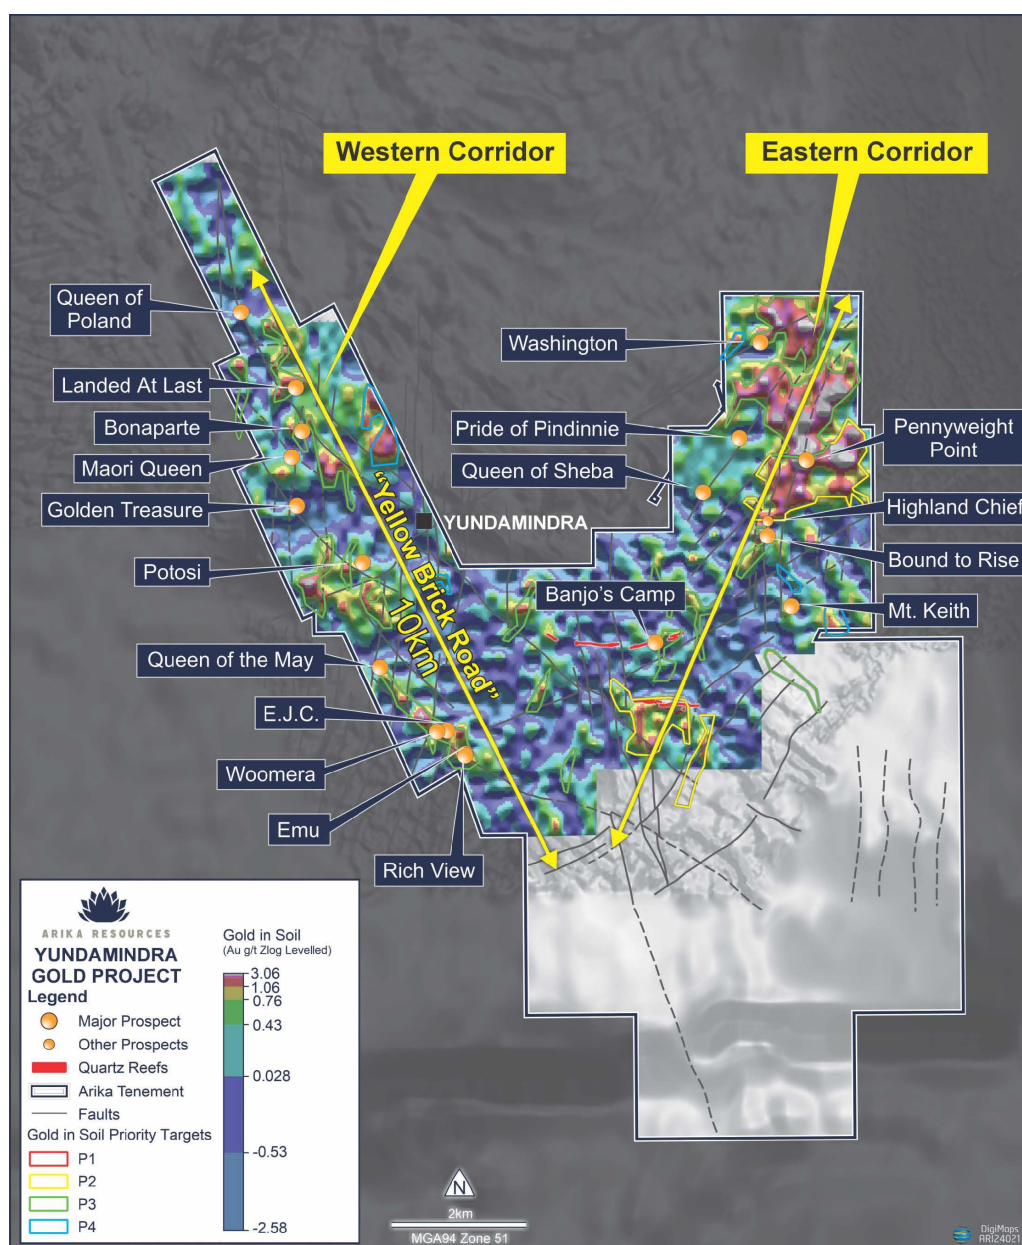 Western Corridor
Eastern Corridor
Queen of
Poland
Washington
Landed At Last
Bonaparte
Pride of Pindinnie
Pennyweight
Point
Maori Queen
Queen of Sheba
Golden Treasure
Highland Chief
YUNDAMINDRA
Bound to Rise
Potosi
"Yellow Brick Road"
10km
Banjo's Camp
Mt. Keith
Queen of the May
E.J.C.
Woomera
Emu
Rich View
ARIKA RESOURCES
YUNDAMINDRA
GOLD PROJECT
Legend
Major Prospect
Other Prospects
Quartz Reefs
Arika Tenement
Faults
Gold in Soil Priority Targets
P1
P2
P3
P4
Gold in Soil
(Au g/t Zlog Levelled)
3.06
1.06
0.76
0.43
0.028
-0.53
-2.58
N
2km
MGA94 Zone 51
DigiMaps
ARI24021